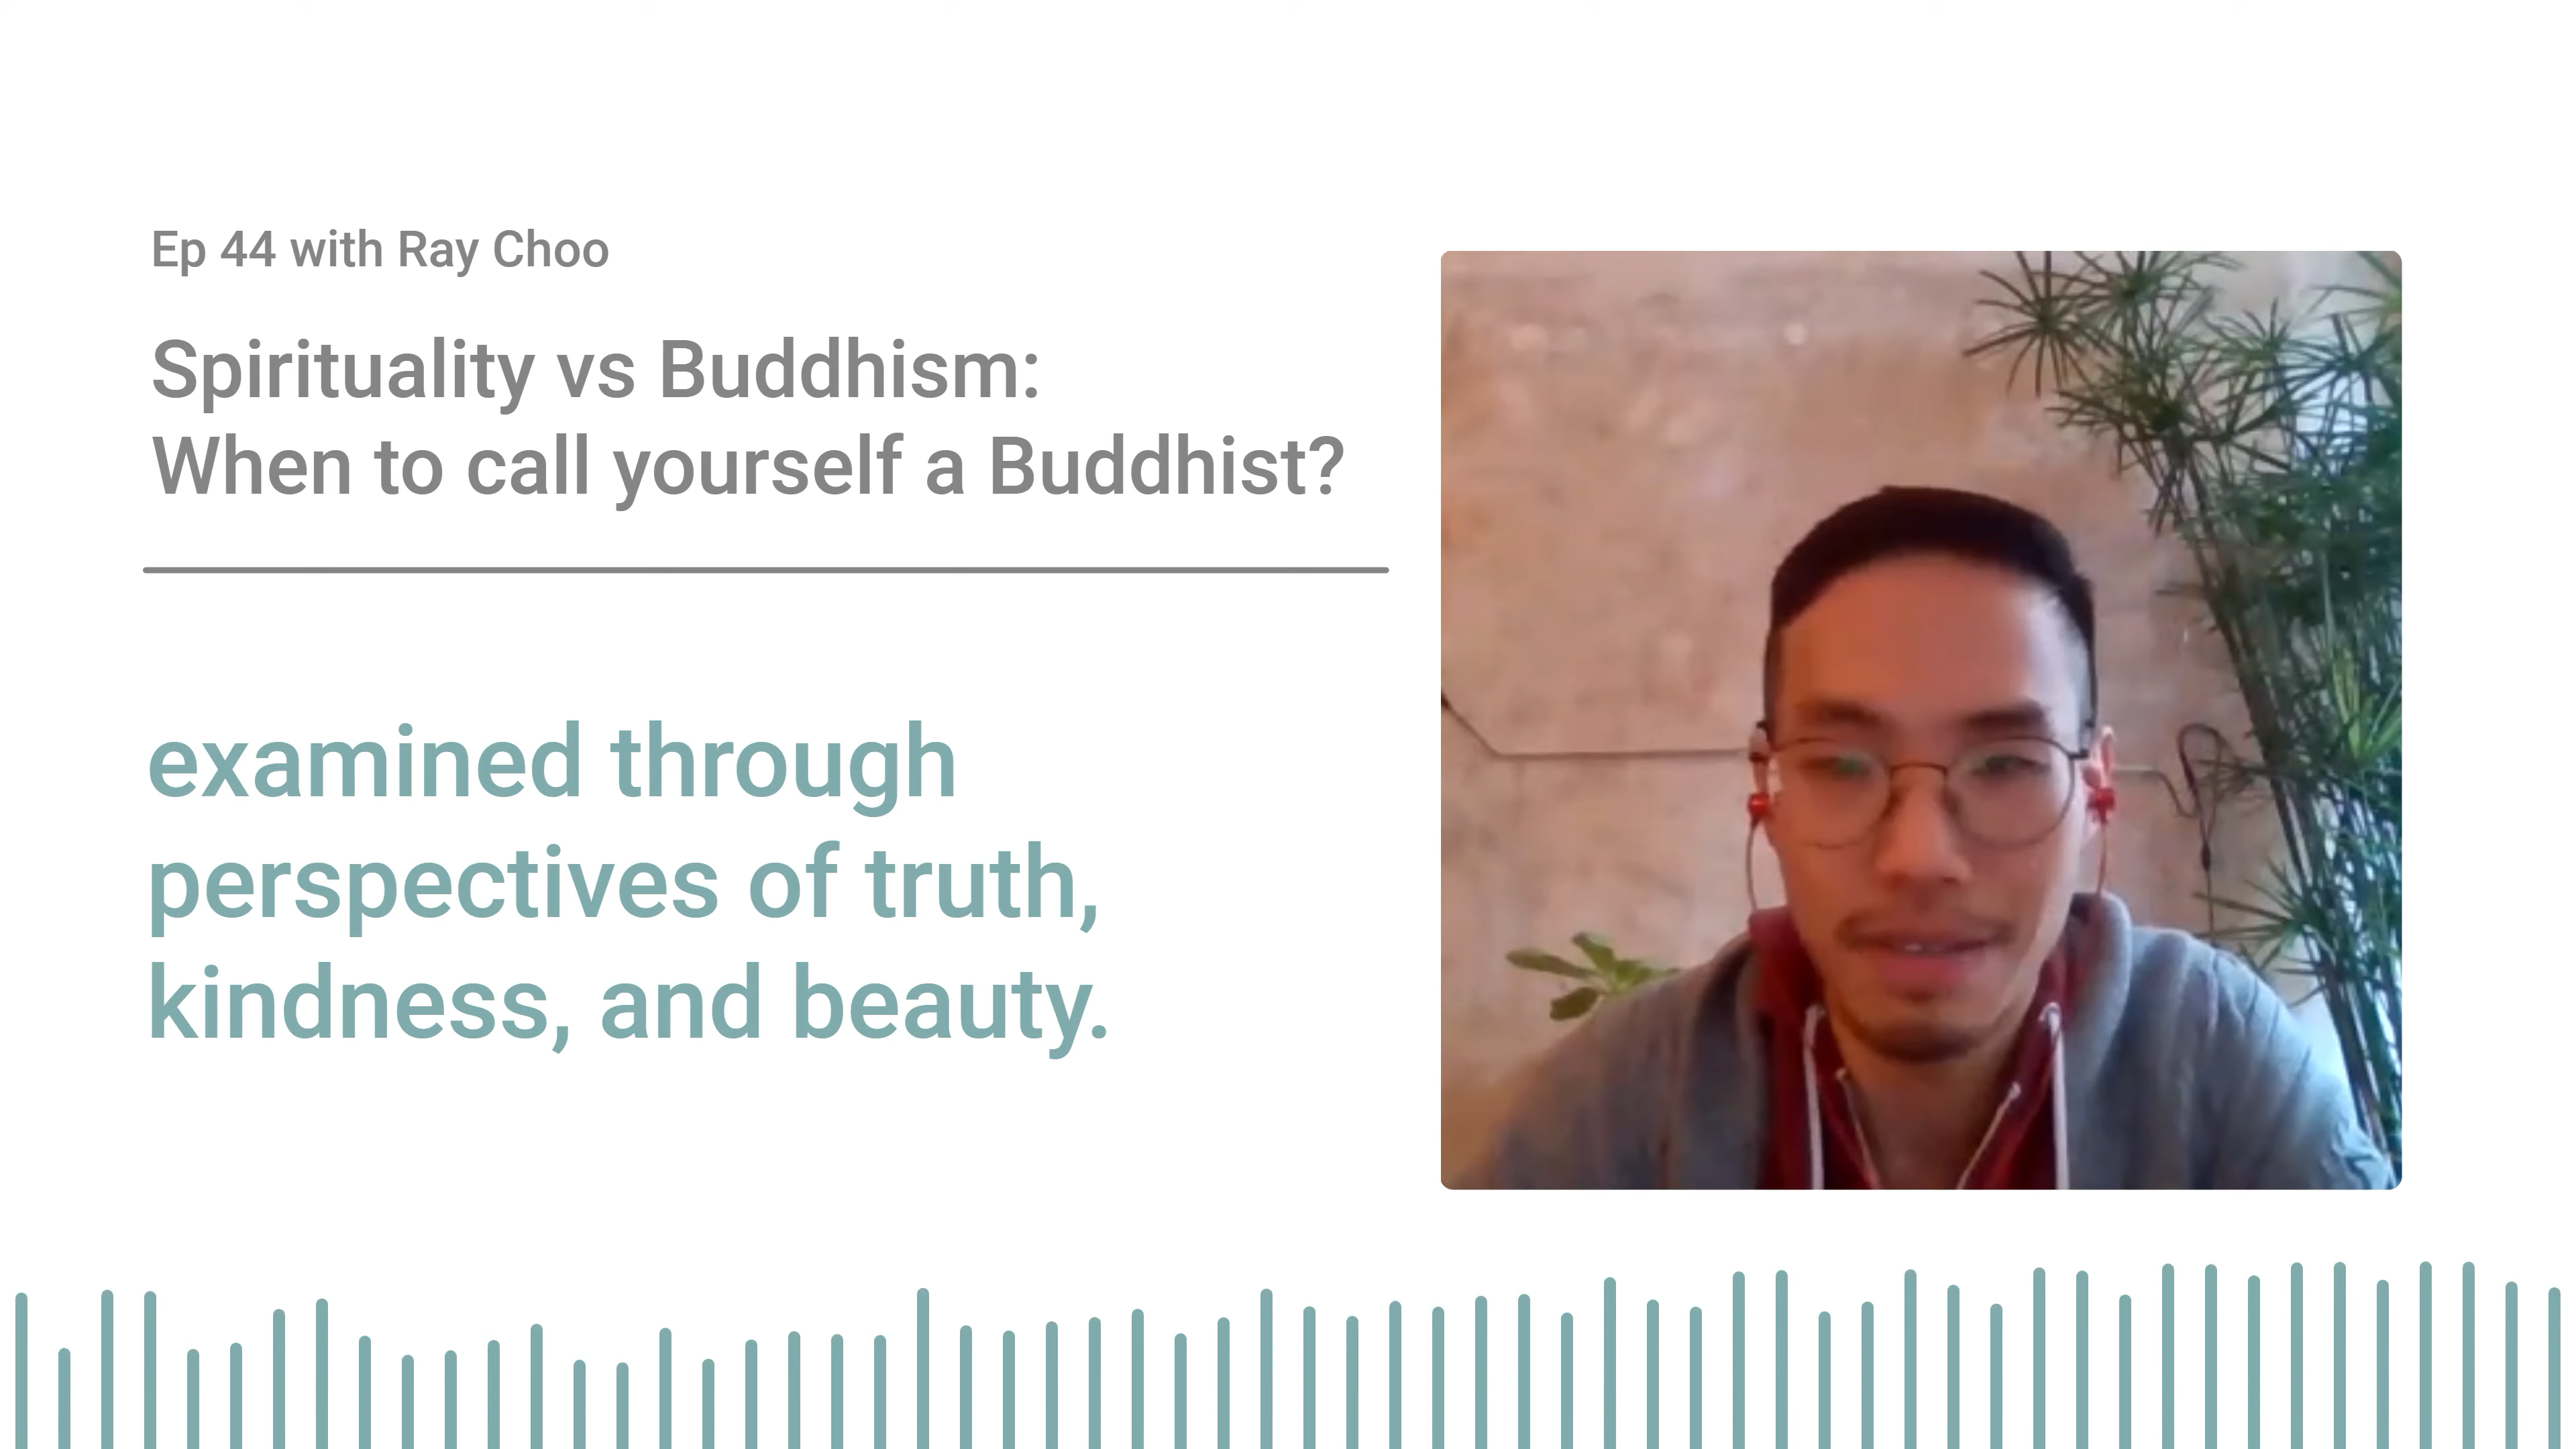 Ep 44 with Ray Choo
Spirituality vs Buddhism:
When to call yourself a Buddhist?
examined through
perspectives of truth,
kindness, and beauty.